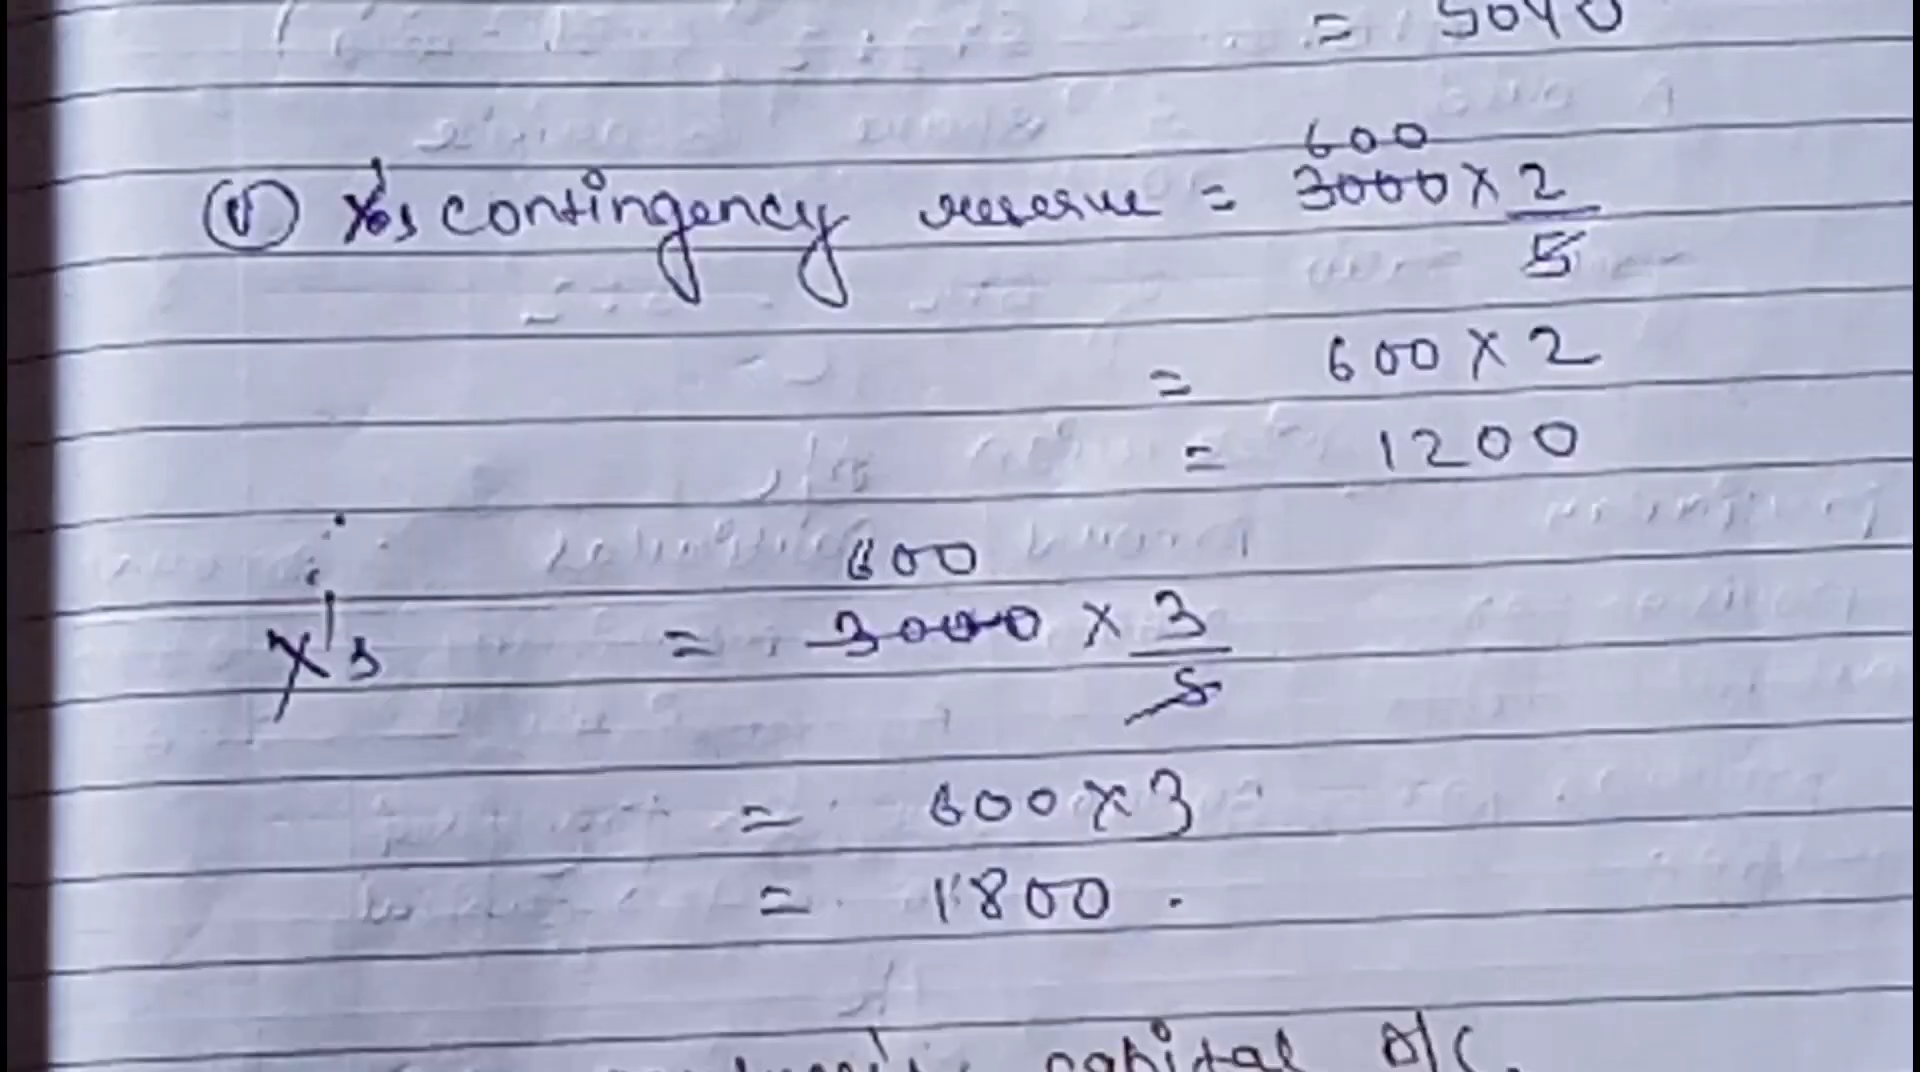 = 5040
(v) X's contingency reserve = 3000 × 2/5
600
= 600 × 2
= 1200
600
X's = 3000 × 3/5
= 600 × 3
= 1800.
capital A/C.